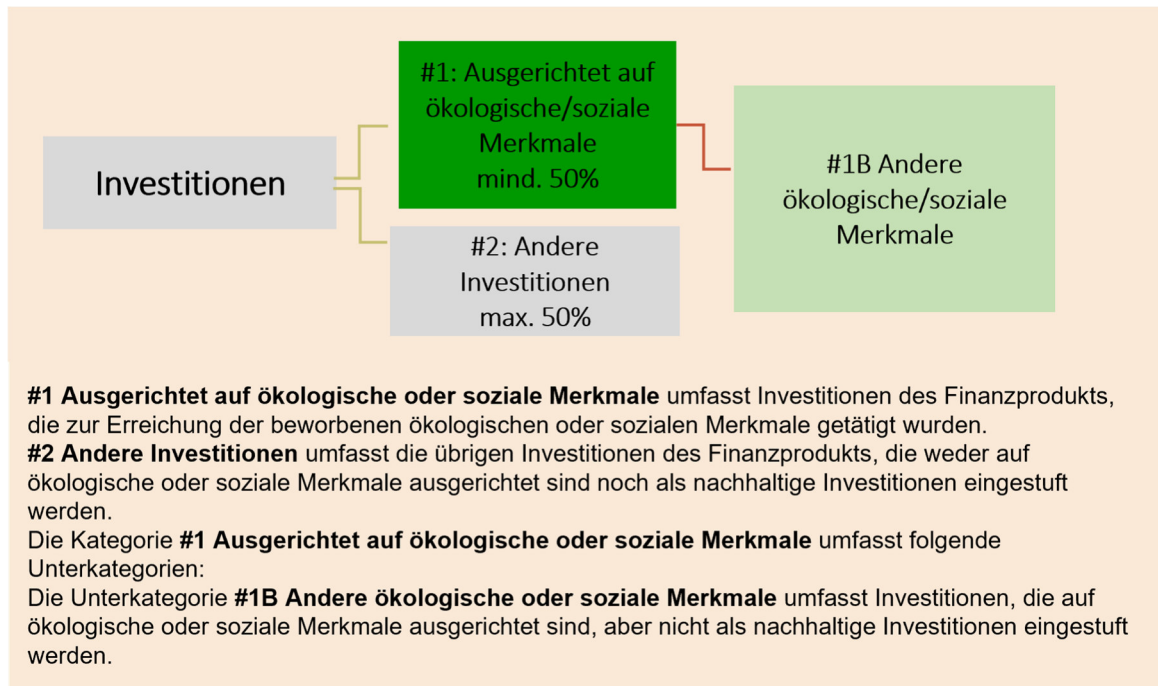 #1: Ausgerichtet auf
ökologische/soziale
Merkmale
mind. 50%
Investitionen
#1B Andere
ökologische/soziale
Merkmale
#2: Andere
Investitionen
max. 50%
#1 Ausgerichtet auf ökologische oder soziale Merkmale umfasst Investitionen des Finanzprodukts,
die zur Erreichung der beworbenen ökologischen oder sozialen Merkmale getätigt wurden.
#2 Andere Investitionen umfasst die übrigen Investitionen des Finanzprodukts, die weder auf
ökologische oder soziale Merkmale ausgerichtet sind noch als nachhaltige Investitionen eingestuft
werden.
Die Kategorie #1 Ausgerichtet auf ökologische oder soziale Merkmale umfasst folgende
Unterkategorien:
Die Unterkategorie #1B Andere ökologische oder soziale Merkmale umfasst Investitionen, die auf
ökologische oder soziale Merkmale ausgerichtet sind, aber nicht als nachhaltige Investitionen eingestuft
werden.